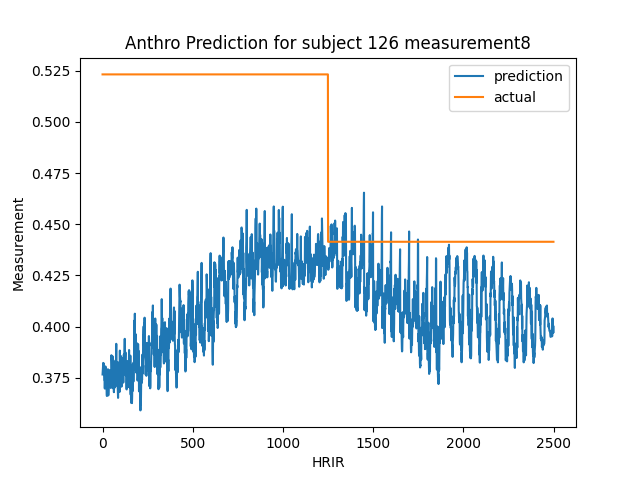 Anthro Prediction for subject 126 measurement8
prediction
actual
Measurement
0.525
0.500
0.475
0.450
0.425
0.400
0.375
0
500
1000
1500
2000
2500
HRIR